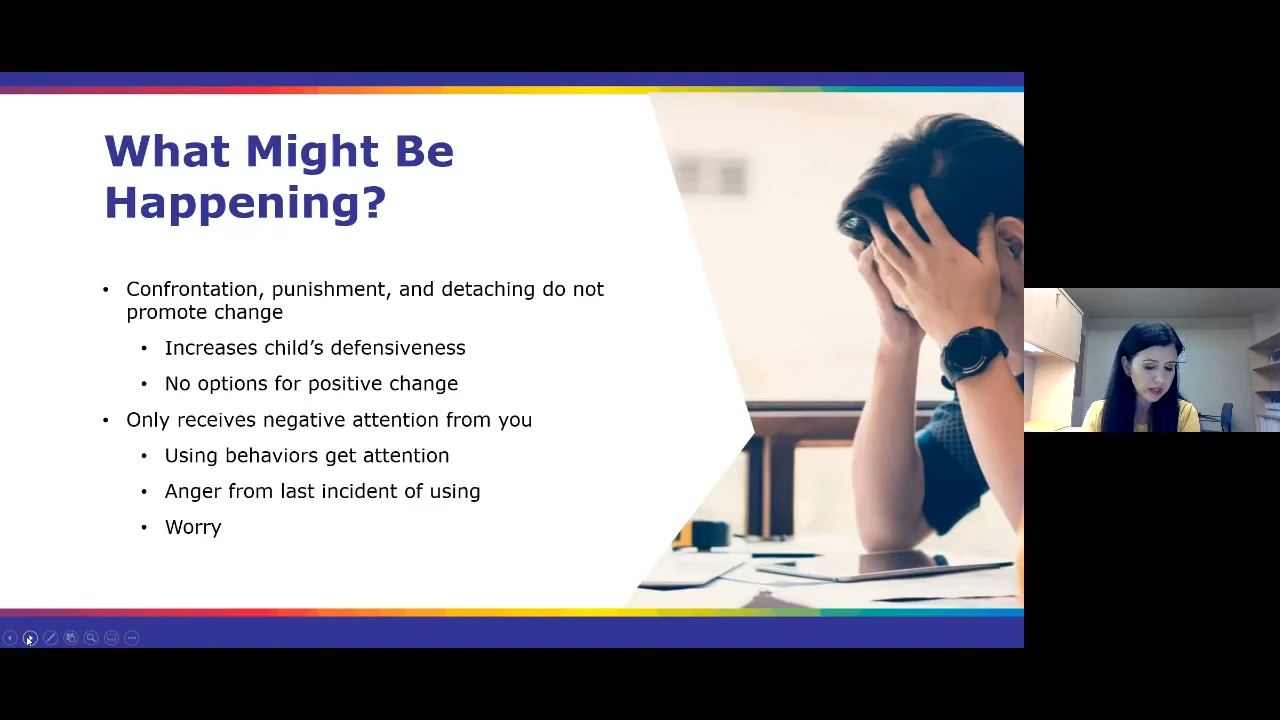 What Might Be
Happening?
• Confrontation, punishment, and detaching do not
promote change
• Increases child’s defensiveness
• No options for positive change
• Only receives negative attention from you
• Using behaviors get attention
• Anger from last incident of using
• Worry